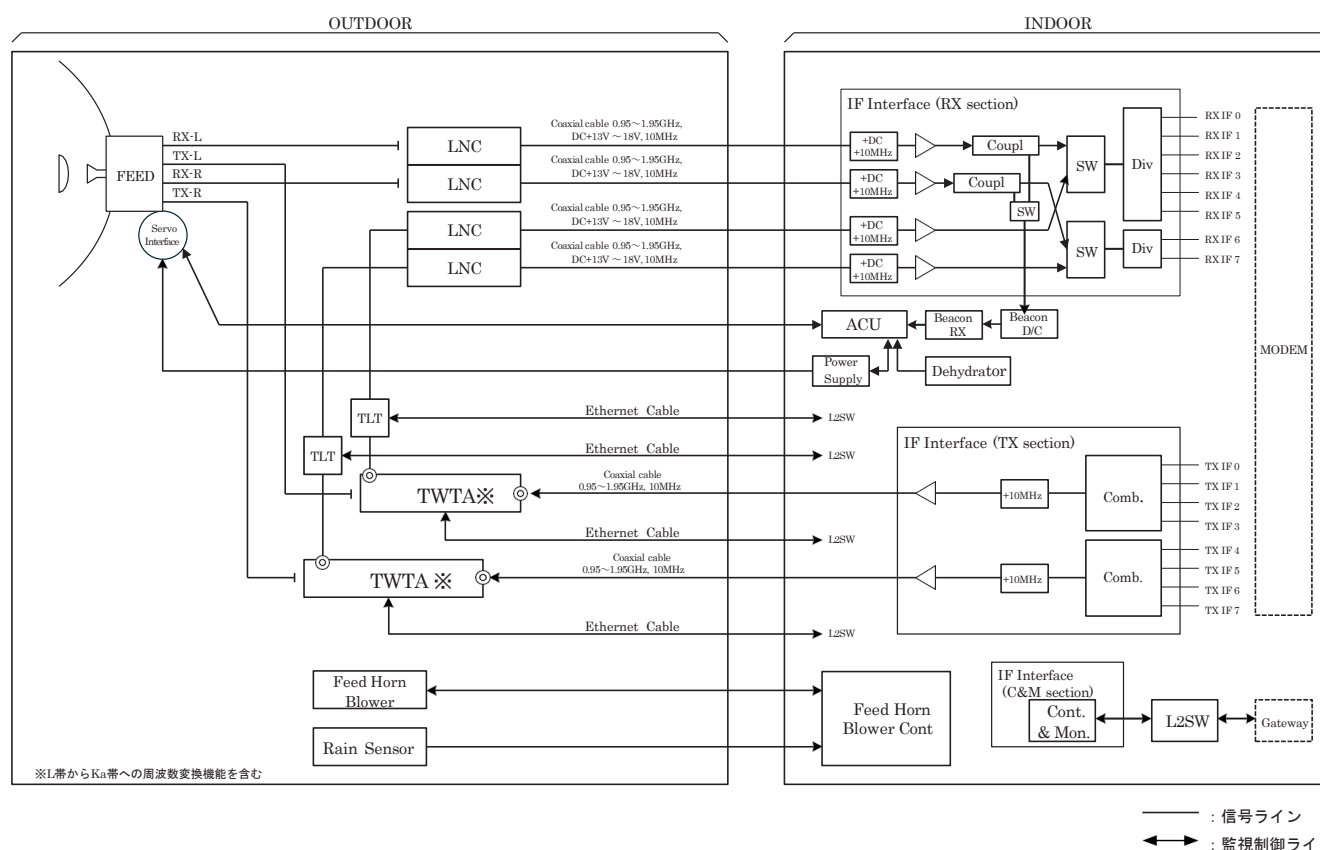 OUTDOOR
INDOOR
RX-L
TX-L
RX-R
TX-R
FEED
Servo
Interface
LNC
LNC
LNC
LNC
Coaxial cable 0.95～1.95GHz,
DC+13V～18V, 10MHz
Coaxial cable 0.95～1.95GHz,
DC+13V～18V, 10MHz
Coaxial cable 0.95～1.95GHz,
DC+13V～18V, 10MHz
Coaxial cable 0.95～1.95GHz,
DC+13V～18V, 10MHz
IF Interface (RX section)
+DC
+10MHz
+DC
+10MHz
+DC
+10MHz
+DC
+10MHz
Coupl
Coupl
SW
SW
SW
Div
Div
RX IF 0
RX IF 1
RX IF 2
RX IF 3
RX IF 4
RX IF 5
RX IF 6
RX IF 7
ACU
Beacon
RX
Beacon
D/C
Power
Supply
Dehydrator
MODEM
TLT
Ethernet Cable
L2SW
TLT
Ethernet Cable
L2SW
TWTA※
Coaxial cable
0.95～1.95GHz, 10MHz
Ethernet Cable
L2SW
TWTA ※
Coaxial cable
0.95～1.95GHz, 10MHz
Ethernet Cable
L2SW
IF Interface (TX section)
+10MHz
+10MHz
Comb.
Comb.
TX IF 0
TX IF 1
TX IF 2
TX IF 3
TX IF 4
TX IF 5
TX IF 6
TX IF 7
Feed Horn
Blower
Rain Sensor
Feed Horn
Blower Cont
IF Interface
(C&M section)
Cont.
& Mon.
L2SW
Gateway
※L帯からKa帯への周波数変換機能を含む
：信号ライン
：監視制御ライ